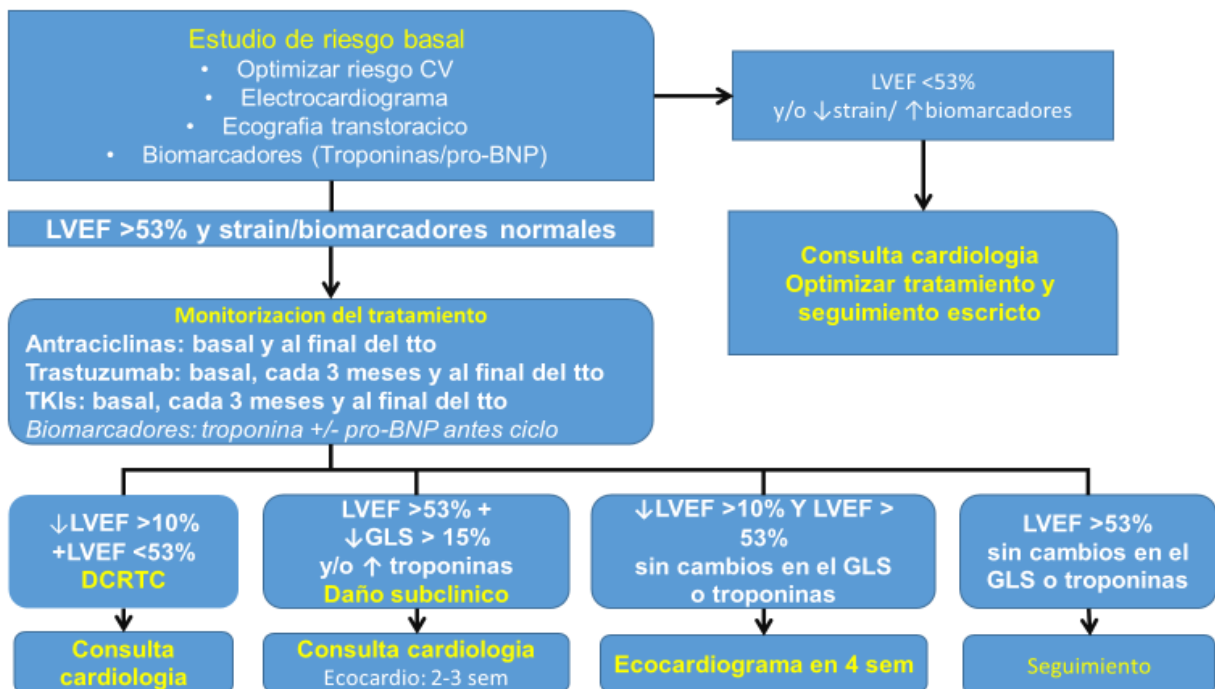 Estudio de riesgo basal
• Optimizar riesgo CV
• Electrocardiograma
• Ecografia transtoracico
• Biomarcadores (Troponinas/pro-BNP)
LVEF <53%
y/o ↓strain/ ↑biomarcadores
LVEF >53% y strain/biomarcadores normales
Consulta cardiologia
Optimizar tratamiento y
seguimiento escricto
Monitorizacion del tratamiento
Antraciclinas: basal y al final del tto
Trastuzumab: basal, cada 3 meses y al final del tto
TKIs: basal, cada 3 meses y al final del tto
Biomarcadores: troponina +/- pro-BNP antes ciclo
↓LVEF >10%
+LVEF <53%
DCRTC
LVEF >53% +
↓GLS > 15%
y/o ↑ troponinas
Daño subclinico
↓LVEF >10% Y LVEF >
53%
sin cambios en el GLS
o troponinas
LVEF >53%
sin cambios en el
GLS o troponinas
Consulta
cardiologia
Consulta cardiologia
Ecocardio: 2-3 sem
Ecocardiograma en 4 sem
Seguimiento